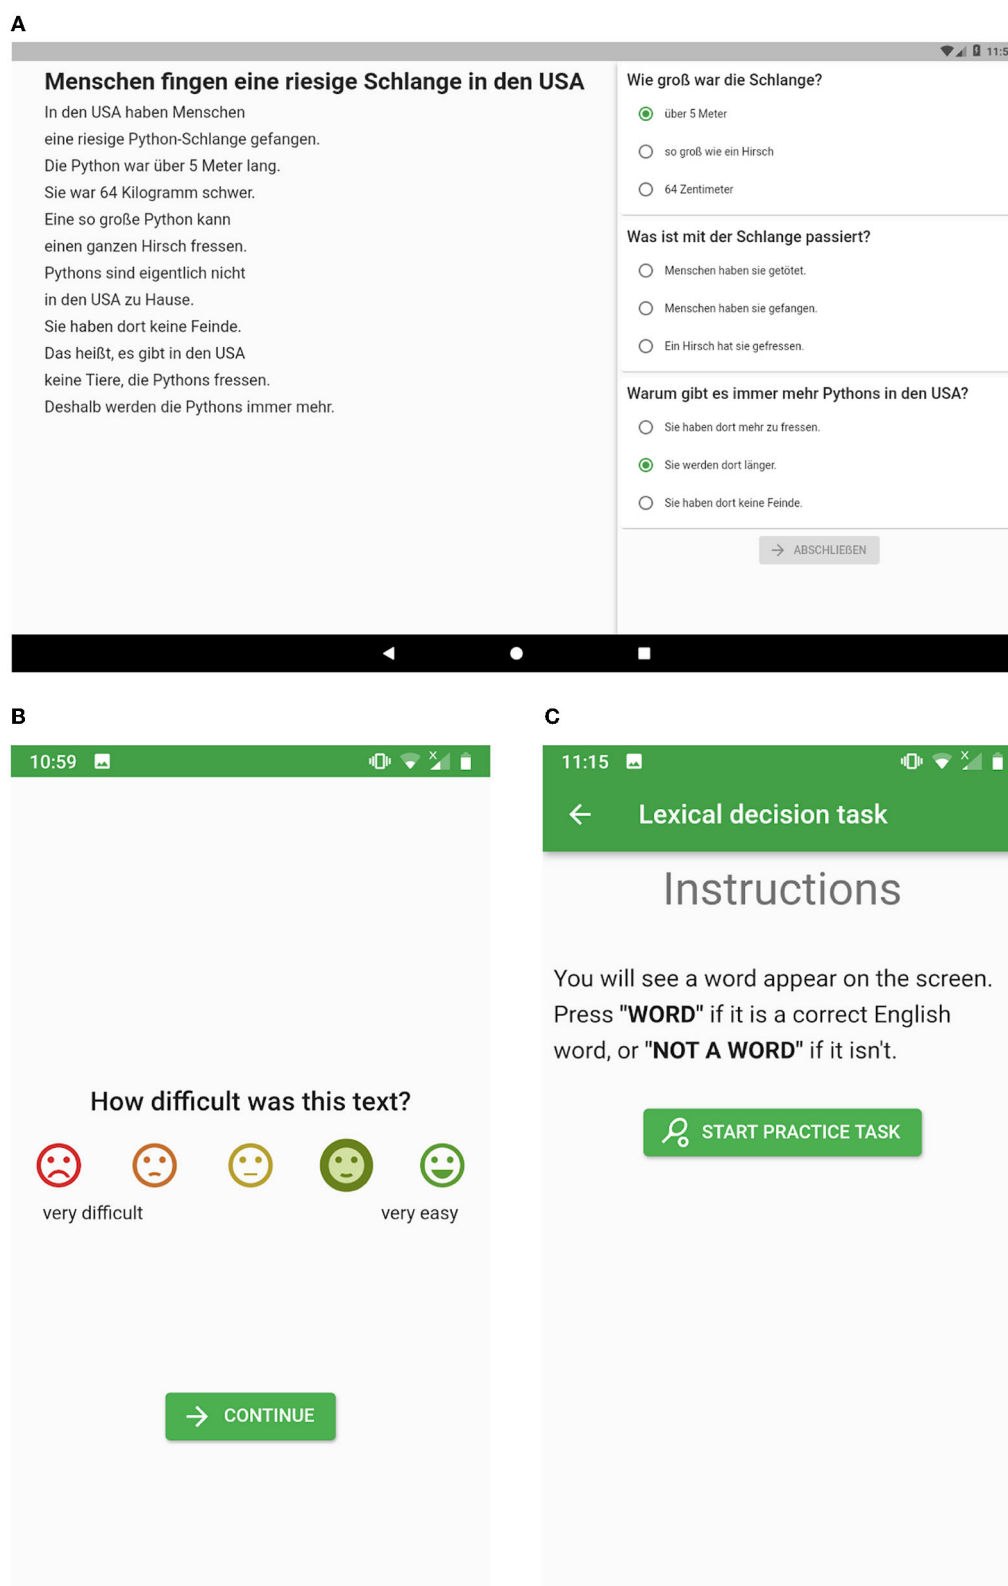 A
11:5
Menschen fingen eine riesige Schlange in den USA
In den USA haben Menschen
eine riesige Python-Schlange gefangen.
Die Python war über 5 Meter lang.
Sie war 64 Kilogramm schwer.
Eine so große Python kann
einen ganzen Hirsch fressen.
Pythons sind eigentlich nicht
in den USA zu Hause.
Sie haben dort keine Feinde.
Das heißt, es gibt in den USA
keine Tiere, die Pythons fressen.
Deshalb werden die Pythons immer mehr.
Wie groß war die Schlange?
über 5 Meter
so groß wie ein Hirsch
64 Zentimeter
Was ist mit der Schlange passiert?
Menschen haben sie getötet.
Menschen haben sie gefangen.
Ein Hirsch hat sie gefressen.
Warum gibt es immer mehr Pythons in den USA?
Sie haben dort mehr zu fressen.
Sie werden dort länger.
Sie haben dort keine Feinde.
ABSCHLIEẞEN
B
10:59
How difficult was this text?
very difficult
very easy
CONTINUE
C
11:15
Lexical decision task
Instructions
You will see a word appear on the screen.
Press "WORD" if it is a correct English
word, or "NOT A WORD" if it isn't.
START PRACTICE TASK